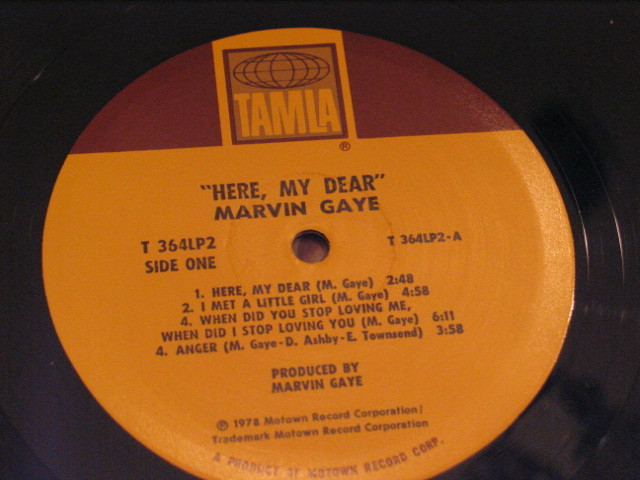 TAMLA
®
"HERE, MY DEAR"
MARVIN GAYE
T 364LP2
SIDE ONE
T 364LP2-A
1. HERE, MY DEAR (M. Gaye) 2:48
2. I MET A LITTLE GIRL (M. Gaye) 4:58
4. WHEN DID YOU STOP LOVING ME,
WHEN DID I STOP LOVING YOU (M. Gaye) 6:11
4. ANGER (M. Gaye-D. Ashby-E. Townsend) 3:58
PRODUCED BY
MARVIN GAYE
℗ 1978 Motown Record Corporation/
Trademark Motown Record Corporation
A PRODUCT OF MOTOWN RECORD CORP.